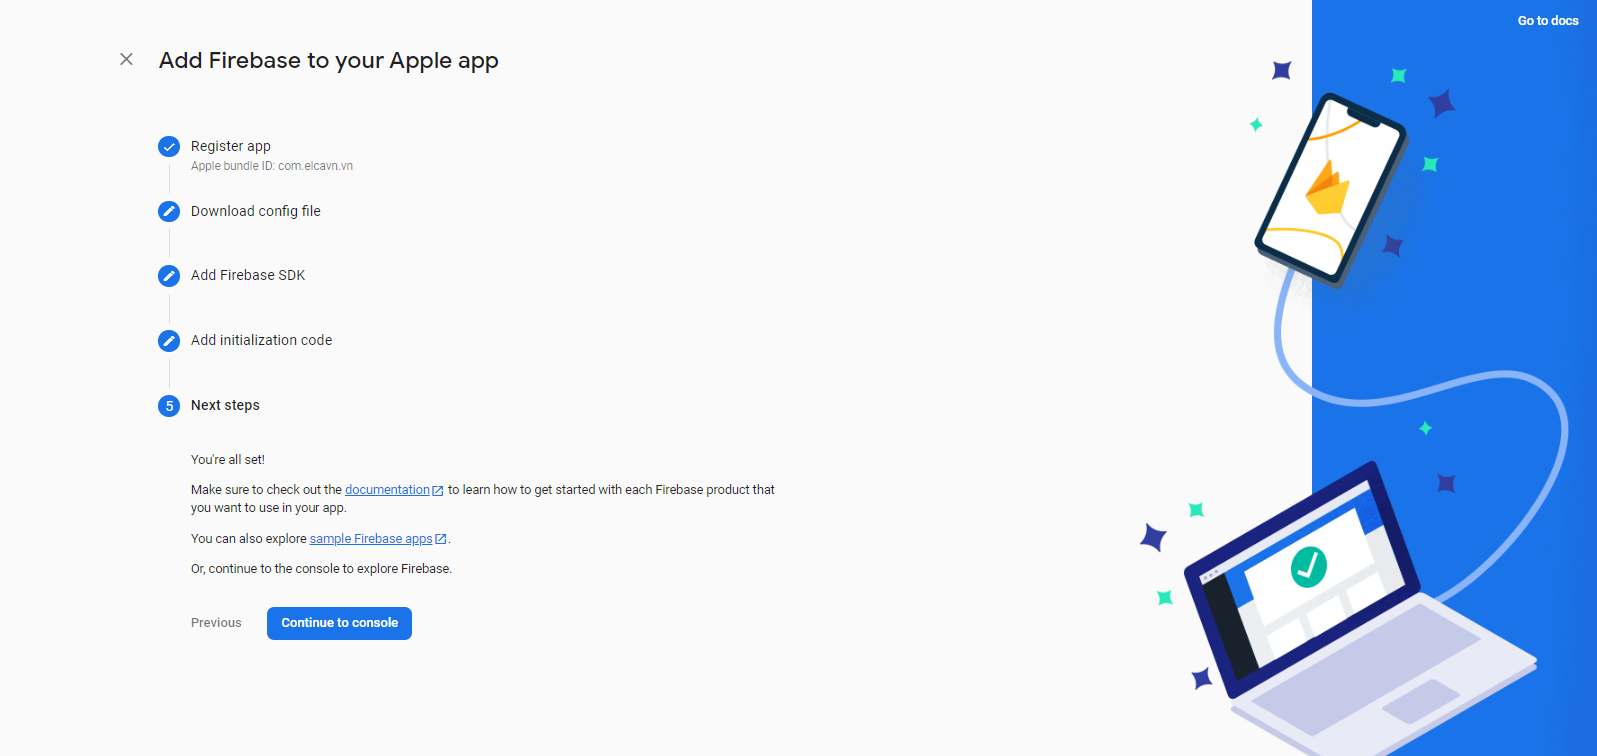 Go to docs
Add Firebase to your Apple app
Register app
Apple bundle ID: com.elcavn.vn
Download config file
Add Firebase SDK
Add initialization code
5 Next steps
You're all set!
Make sure to check out the documentation to learn how to get started with each Firebase product that
you want to use in your app.
You can also explore sample Firebase apps.
Or, continue to the console to explore Firebase.
Previous Continue to console